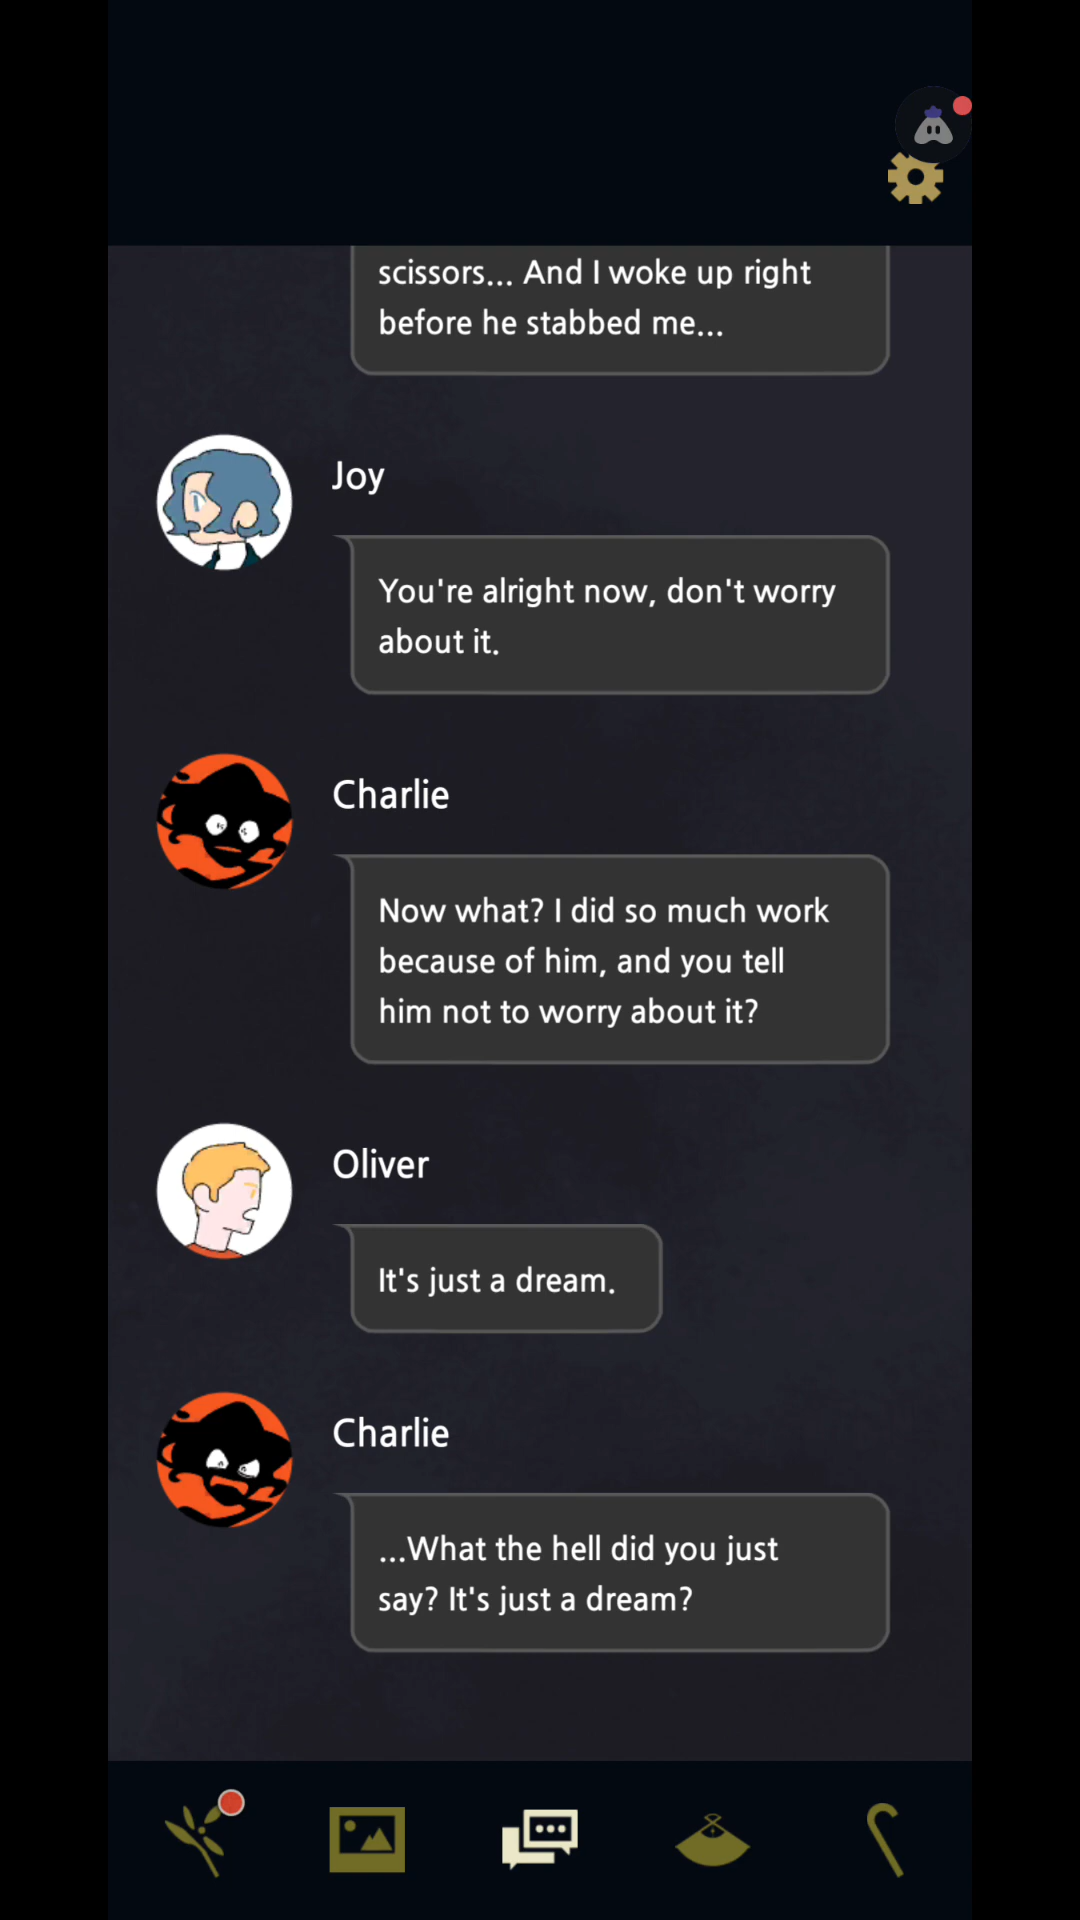 scissors... And I woke up right
before he stabbed me...
Joy
You're alright now, don't worry
about it.
Charlie
Now what? I did so much work
because of him, and you tell
him not to worry about it?
Oliver
It's just a dream.
Charlie
...What the hell did you just
say? It's just a dream?